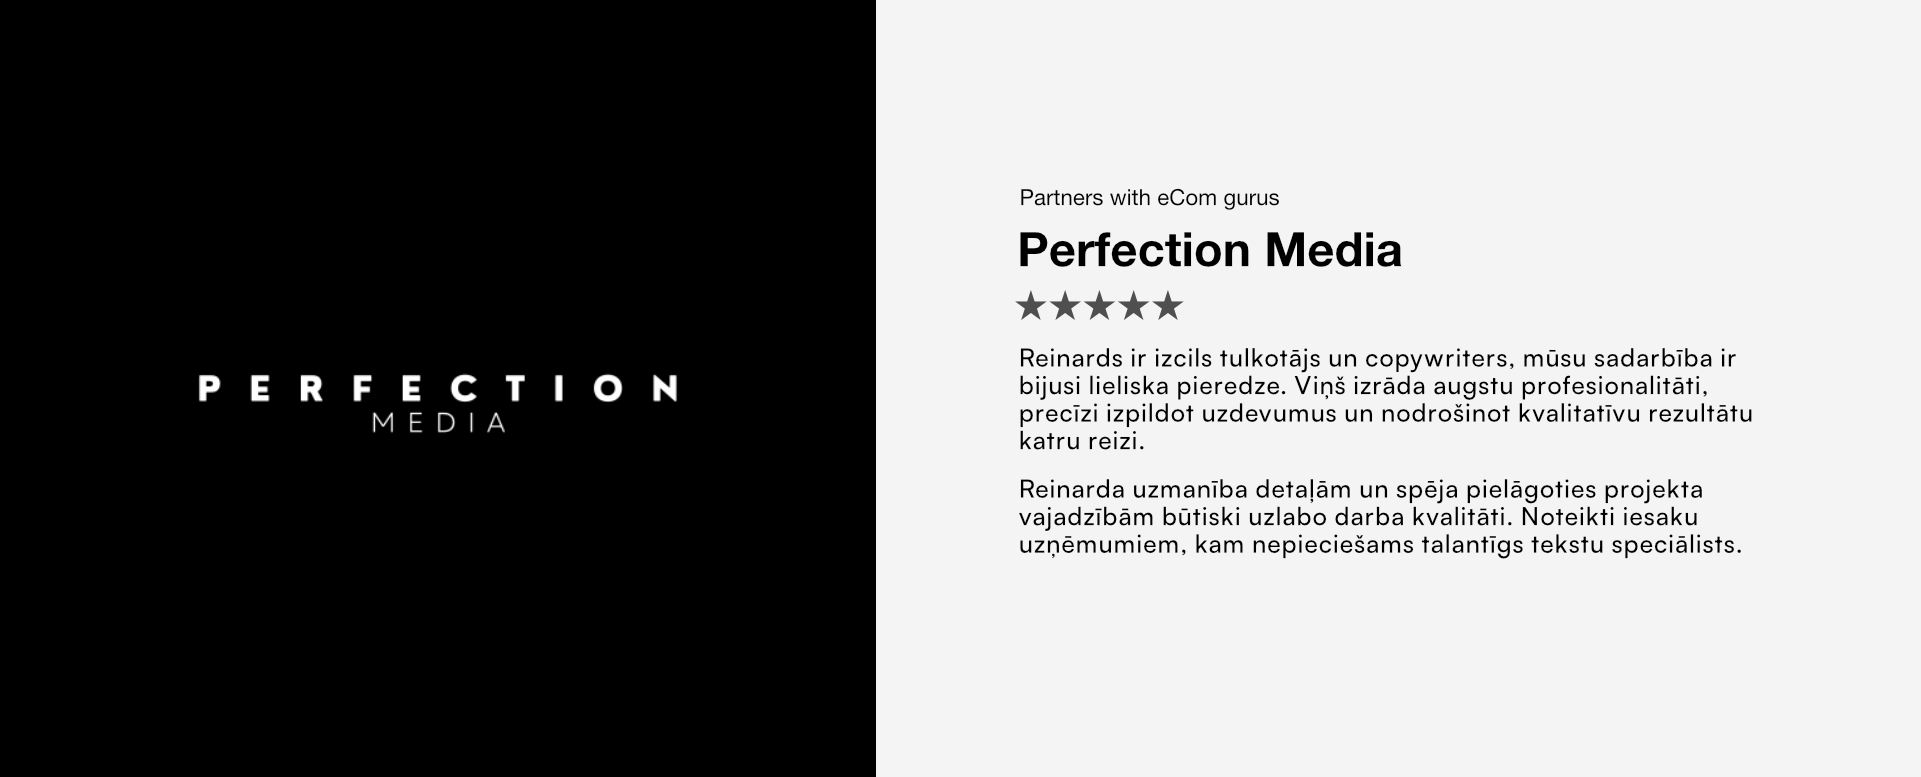 PERFECTION
MEDIA
Partners with eCom gurus
Perfection Media
★★★★★
Reinards ir izcils tulkotājs un copywriters, mūsu sadarbība ir
bijusi lieliska pieredze. Viņš izrāda augstu profesionalitāti,
precīzi izpildot uzdevumus un nodrošinot kvalitatīvu rezultātu
katru reizi.
Reinarda uzmanība detaļām un spēja pielāgoties projekta
vajadzībām būtiski uzlabo darba kvalitāti. Noteikti iesaku
uzņēmumiem, kam nepieciešams talantīgs tekstu speciālists.